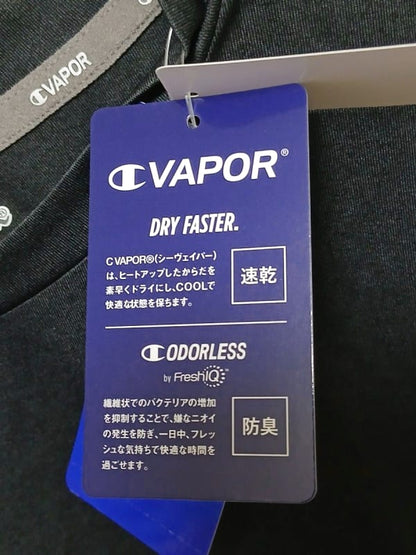 VAPOR
VAPOR®
DRY FASTER.
C VAPOR®(シーヴェイパー)
は、ヒートアップしたからだを
素早くドライにし、COOLで
快適な状態を保ちます。
速乾
ODORLESS
by FreshIQ™
繊維状でのバクテリアの増加
を抑制することで、嫌なニオイ
の発生を防ぎ、一日中、フレッ
シュな気持ちで快適な時間を
過ごせます。
防臭